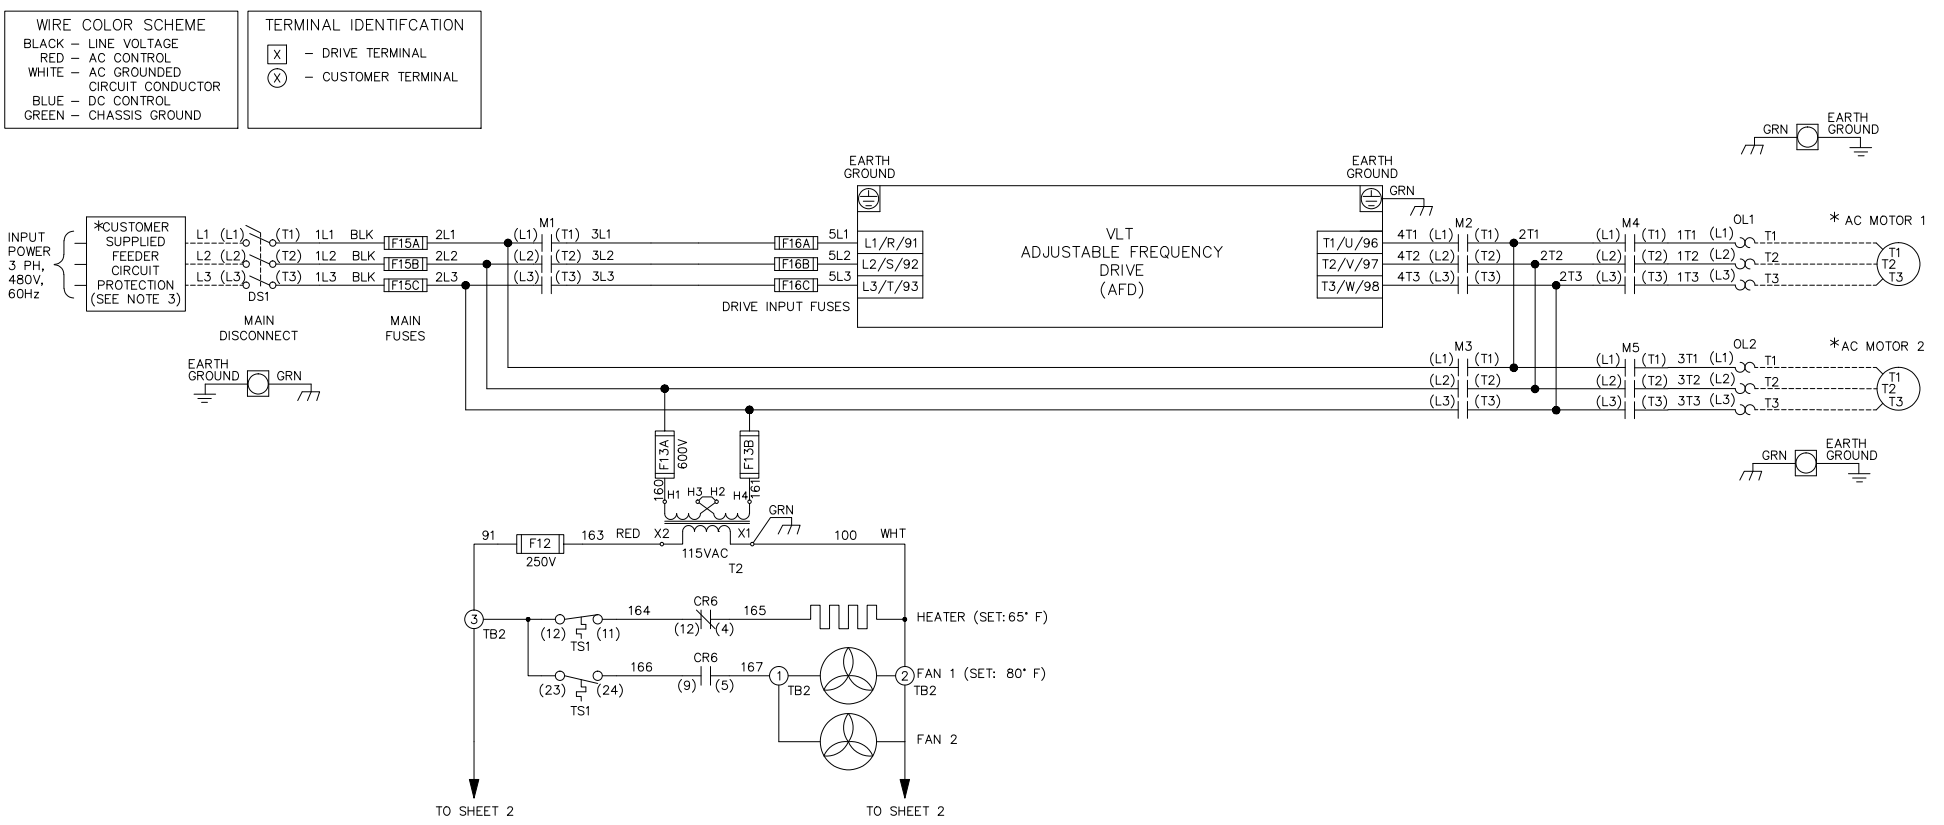 WIRE COLOR SCHEME
BLACK – LINE VOLTAGE
RED – AC CONTROL
WHITE – AC GROUNDED
CIRCUIT CONDUCTOR
BLUE – DC CONTROL
GREEN – CHASSIS GROUND
TERMINAL IDENTIFCATION
X – DRIVE TERMINAL
X – CUSTOMER TERMINAL
GRN
EARTH
GROUND
EARTH
GROUND
EARTH
GROUND
GRN
INPUT
POWER
3 PH,
480V,
60Hz
*CUSTOMER
SUPPLIED
FEEDER
CIRCUIT
PROTECTION
(SEE NOTE 3)
L1 (L1) (T1) 1L1 BLK F15A 2L1 (L1) M1 (T1) 3L1 F16A 5L1 L1/R/91
L2 (L2) 1L2 BLK F15B 2L2 (L2) (T2) 3L2 F16B 5L2 L2/S/92
L3 (L3) (T3) 1L3 BLK F15C 2L3 (L3) (T3) 3L3 F16C 5L3 L3/T/93
DS1
MAIN
DISCONNECT
MAIN
FUSES
DRIVE INPUT FUSES
VLT
ADJUSTABLE FREQUENCY
DRIVE
(AFD)
T1/U/96 4T1 (L1) M2 (T1) 2T1 (L1) M4 (T1) 1T1 (L1) OL1 T1
T2/V/97 4T2 (L2) (T2) 2T2 (L2) (T2) 1T2 (L2) T2
T3/W/98 4T3 (L3) (T3) 2T3 (L3) (T3) 1T3 (L3) T3
* AC MOTOR 1
T1
T2
T3
EARTH
GROUND
GRN
M3 M5 OL2
(L1) (T1) (L1) (T1) 3T1 (L1) T1
(L2) (T2) (L2) (T2) 3T2 (L2) T2
(L3) (T3) (L3) (T3) 3T3 (L3) T3
*AC MOTOR 2
T1
T2
T3
GRN
EARTH
GROUND
F13A
600V
F13B
160
161
H1 H3 H2 H4
GRN
91 F12 163 RED X2 X1 100 WHT
250V
115VAC
T2
3
TB2
(12) (11)
TS1
164
CR6
(12) (4)
165
HEATER (SET:65° F)
(23) (24)
TS1
166
CR6
(9) (5)
167
1
TB2
2
TB2
FAN 1 (SET: 80° F)
FAN 2
TO SHEET 2
TO SHEET 2